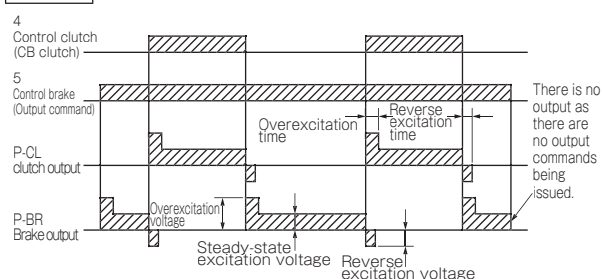 4
Control clutch
(CB clutch)
5
Control brake
(Output command)
Overexcitation
time
Reverse
excitation
time
There is no
output as
there are
no output
commands
being
issued.
P-CL
clutch output
Overexcitation
voltage
P-BR
Brake output
Steady-state
excitation voltage
Reverse
excitation voltage